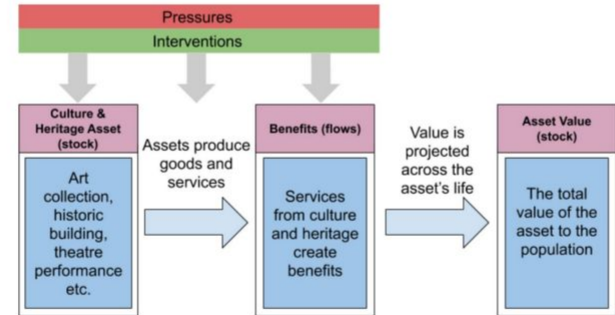 Pressures
Interventions
Culture &
Heritage Asset
(stock)
Art
collection,
historic
building,
theatre
performance
etc.
Assets produce
goods and
services
Benefits (flows)
Services
from culture
and heritage
create
benefits
Value is
projected
across the
asset's life
Asset Value
(stock)
The total
value of the
asset to the
population